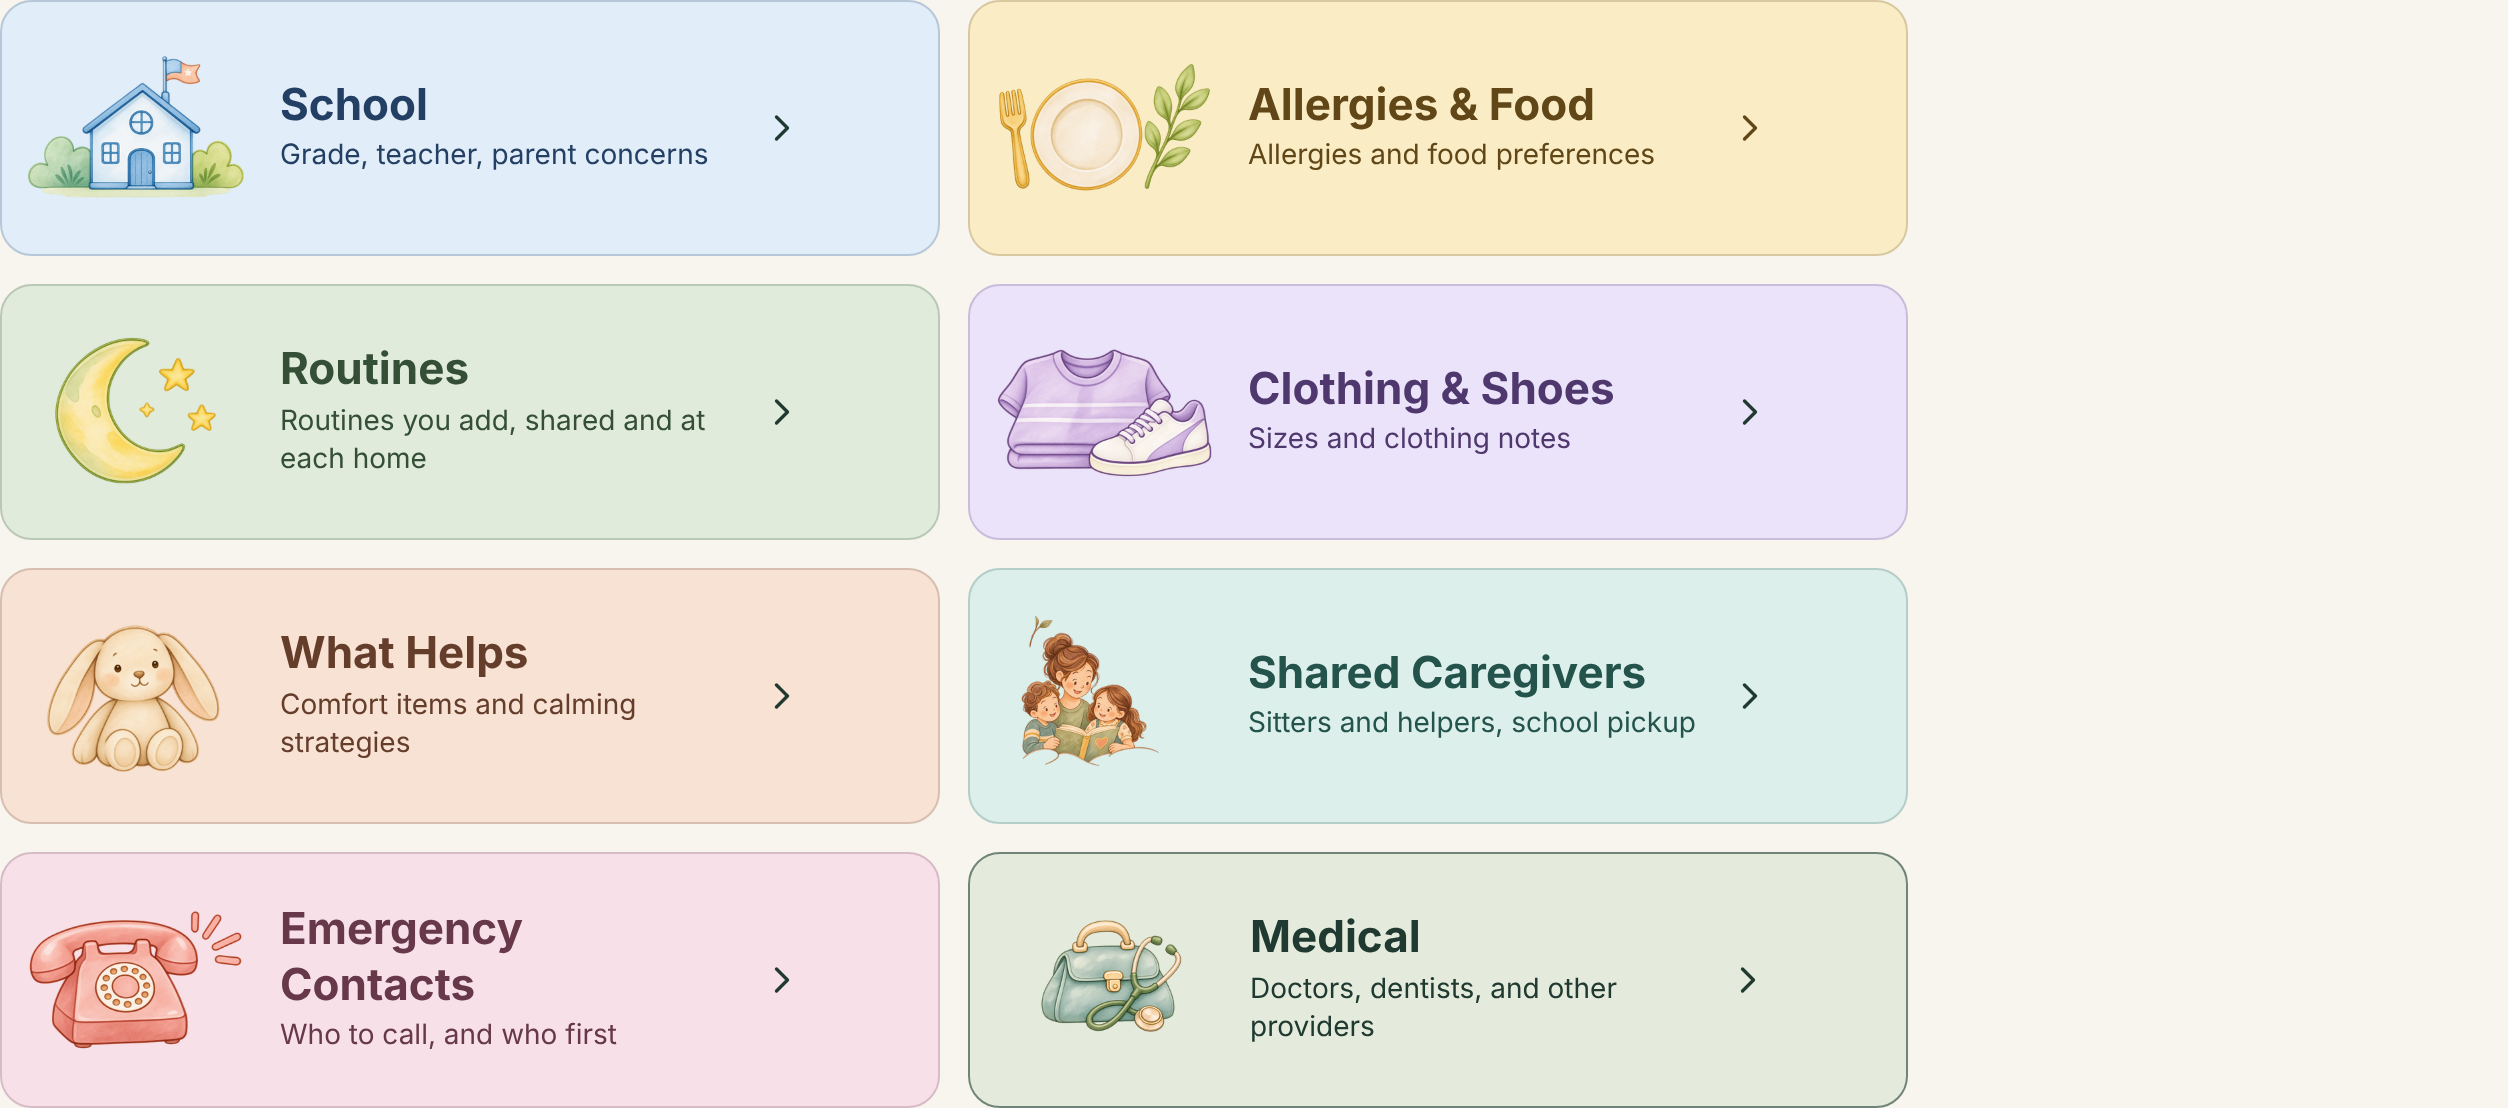 School
Grade, teacher, parent concerns
Allergies & Food
Allergies and food preferences
Routines
Routines you add, shared and at
each home
Clothing & Shoes
Sizes and clothing notes
What Helps
Comfort items and calming
strategies
Shared Caregivers
Sitters and helpers, school pickup
Emergency
Contacts
Who to call, and who first
Medical
Doctors, dentists, and other
providers